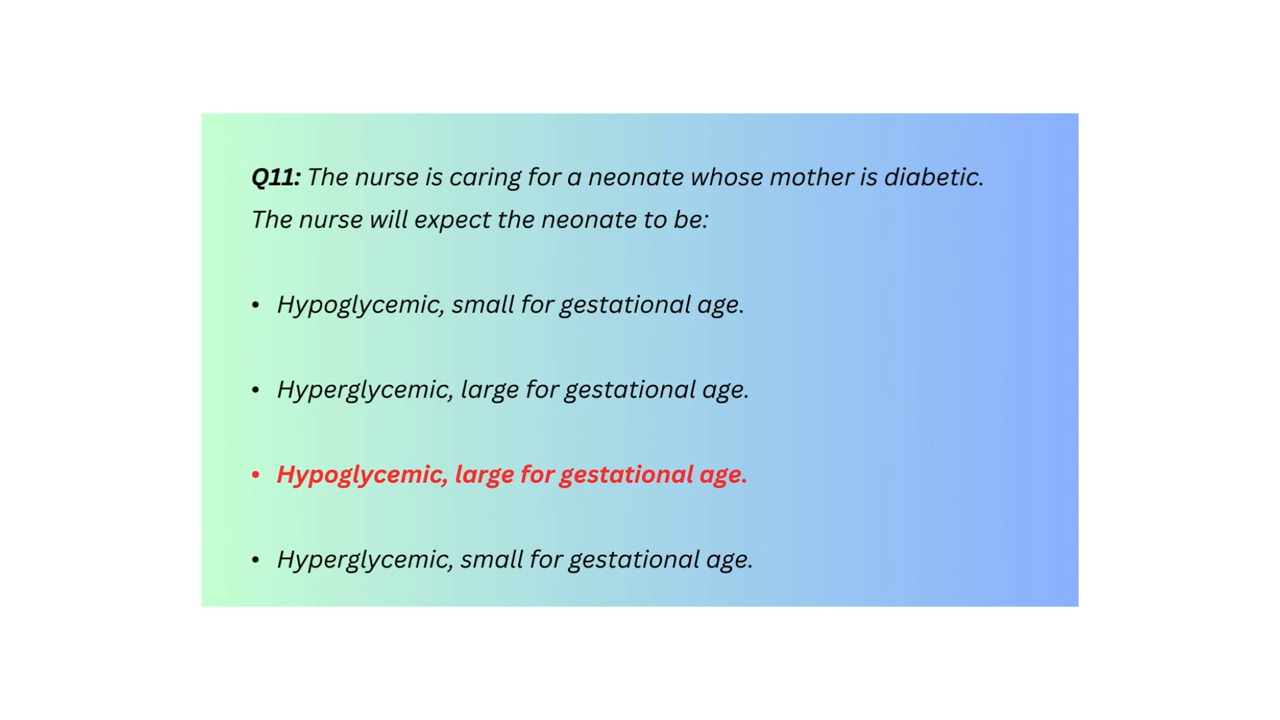 Q11: The nurse is caring for a neonate whose mother is diabetic.
The nurse will expect the neonate to be:
• Hypoglycemic, small for gestational age.
• Hyperglycemic, large for gestational age.
• Hypoglycemic, large for gestational age.
• Hyperglycemic, small for gestational age.